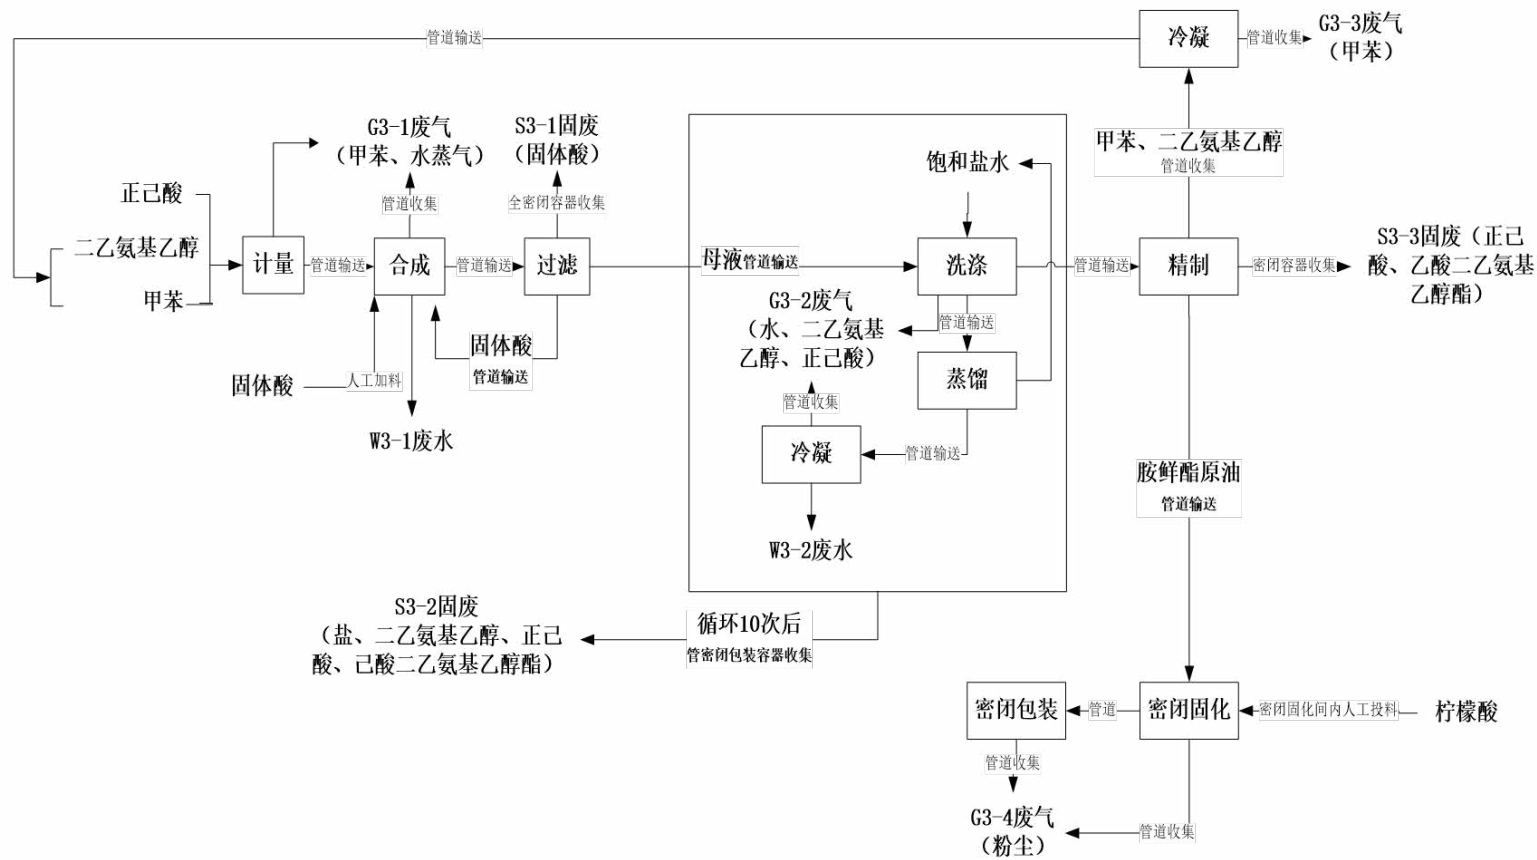 管道输送
冷凝
管道收集
G3-3废气
（甲苯）
甲苯、二乙氨基乙醇
管道收集
G3-1废气
（甲苯、水蒸气）
管道收集
S3-1固废
（固体酸）
全密闭容器收集
饱和盐水
正己酸
二乙氨基乙醇
甲苯
计量
管道输送
合成
管道输送
过滤
母液管道输送
洗涤
管道输送
精制
密闭容器收集
S3-3固废（正己
酸、乙酸二乙氨基
乙醇酯）
固体酸
人工加料
固体酸
管道输送
W3-1废水
G3-2废气
（水、二乙氨基
乙醇、正己酸）
管道输送
蒸馏
管道收集
冷凝
管道输送
W3-2废水
胺鲜酯原油
管道输送
S3-2固废
（盐、二乙氨基乙醇、正己
酸、己酸二乙氨基乙醇酯）
循环10次后
管密闭包装容器收集
密闭包装
管道
密闭固化
密闭固化间内人工投料
柠檬酸
管道收集
G3-4废气
（粉尘）
管道收集